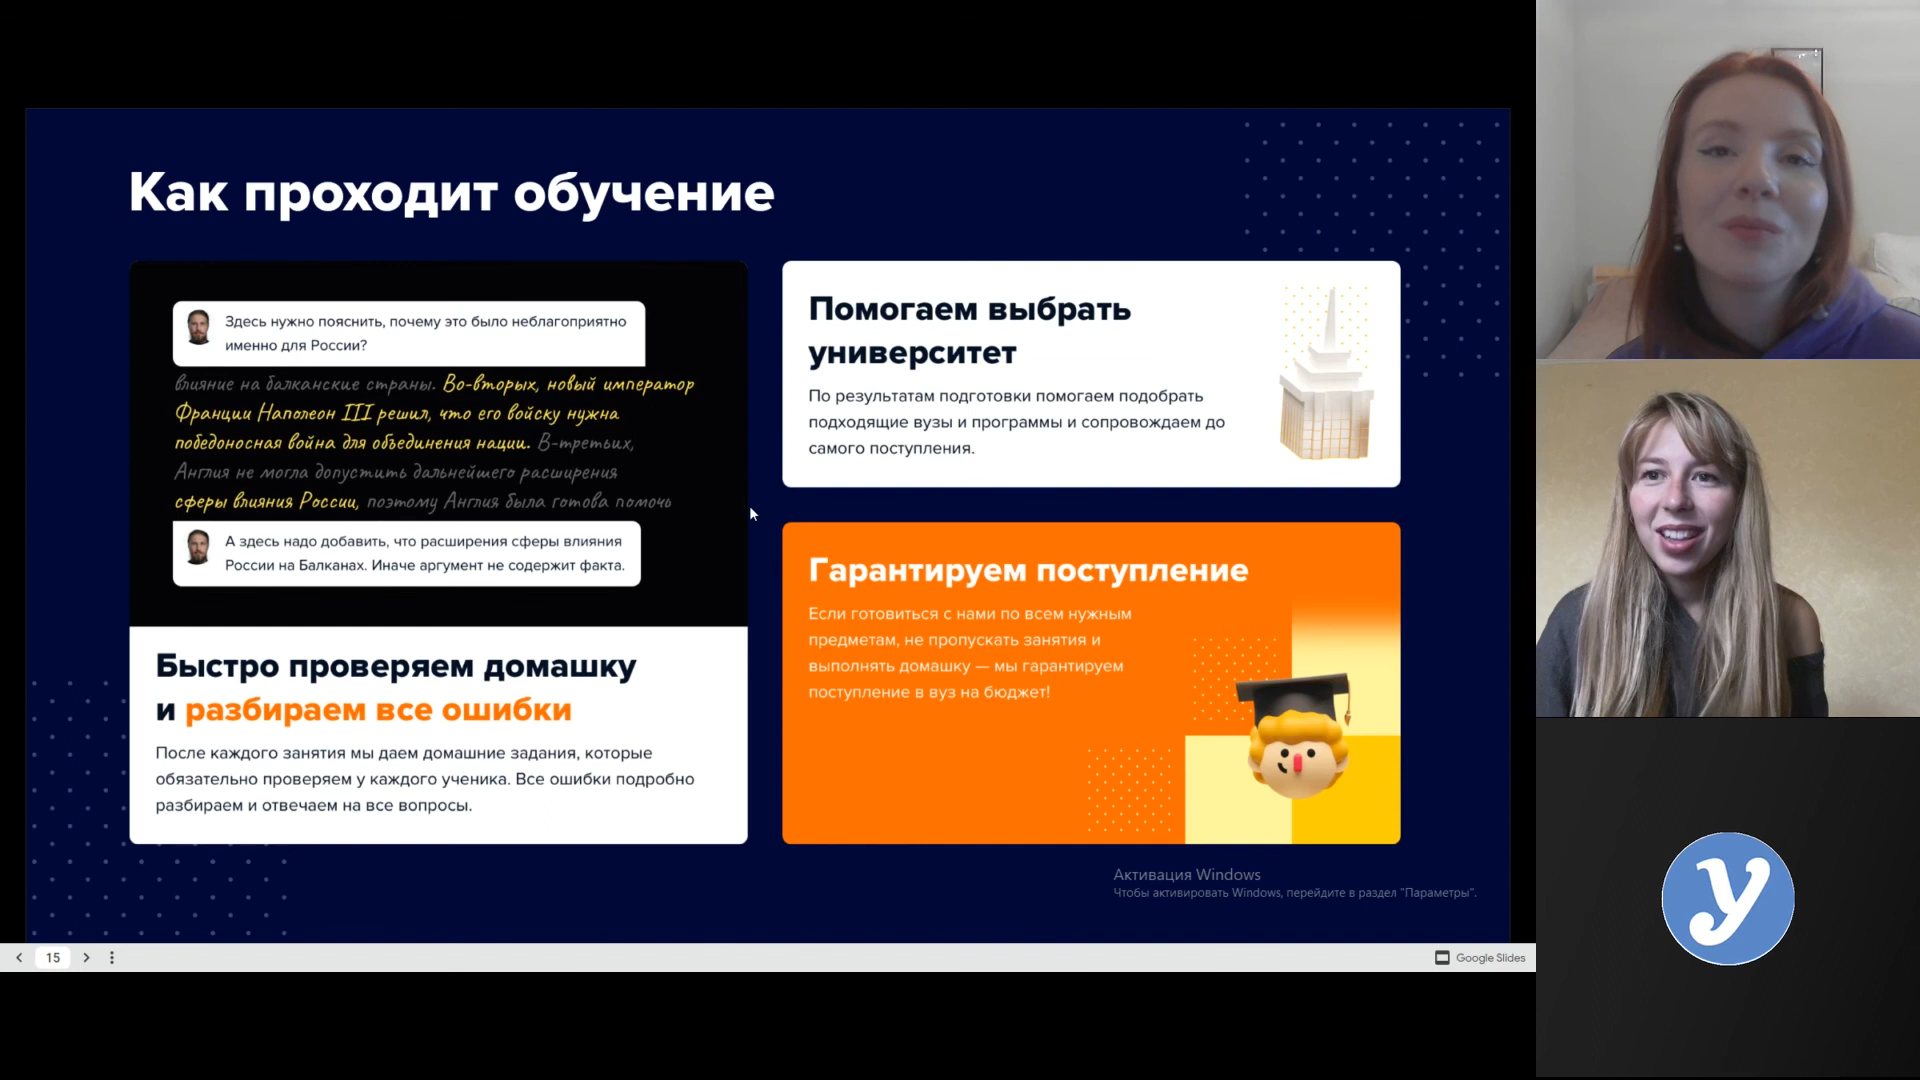 Как проходит обучение
Здесь нужно пояснить, почему это было неблагоприятно
именно для России?
влияние на балканские страны. Во-вторых, новый император
Франции Наполеон III решил, что его войску нужна
победоносная война для объединения нации. В-третьих,
Англия не могла допустить дальнейшего расширения
сферы влияния России, поэтому Англия была готова помочь
А здесь надо добавить, что расширения сферы влияния
России на Балканах. Иначе аргумент не содержит факта.
Быстро проверяем домашку
и разбираем все ошибки
После каждого занятия мы даем домашние задания, которые
обязательно проверяем у каждого ученика. Все ошибки подробно
разбираем и отвечаем на все вопросы.
Помогаем выбрать
университет
По результатам подготовки помогаем подобрать
подходящие вузы и программы и сопровождаем до
самого поступления.
Гарантируем поступление
Если готовиться с нами по всем нужным
предметам, не пропускать занятия и
выполнять домашку — мы гарантируем
поступление в вуз на бюджет!
Активация Windows
Чтобы активировать Windows, перейдите в раздел "Параметры".
15
Google Slides
У